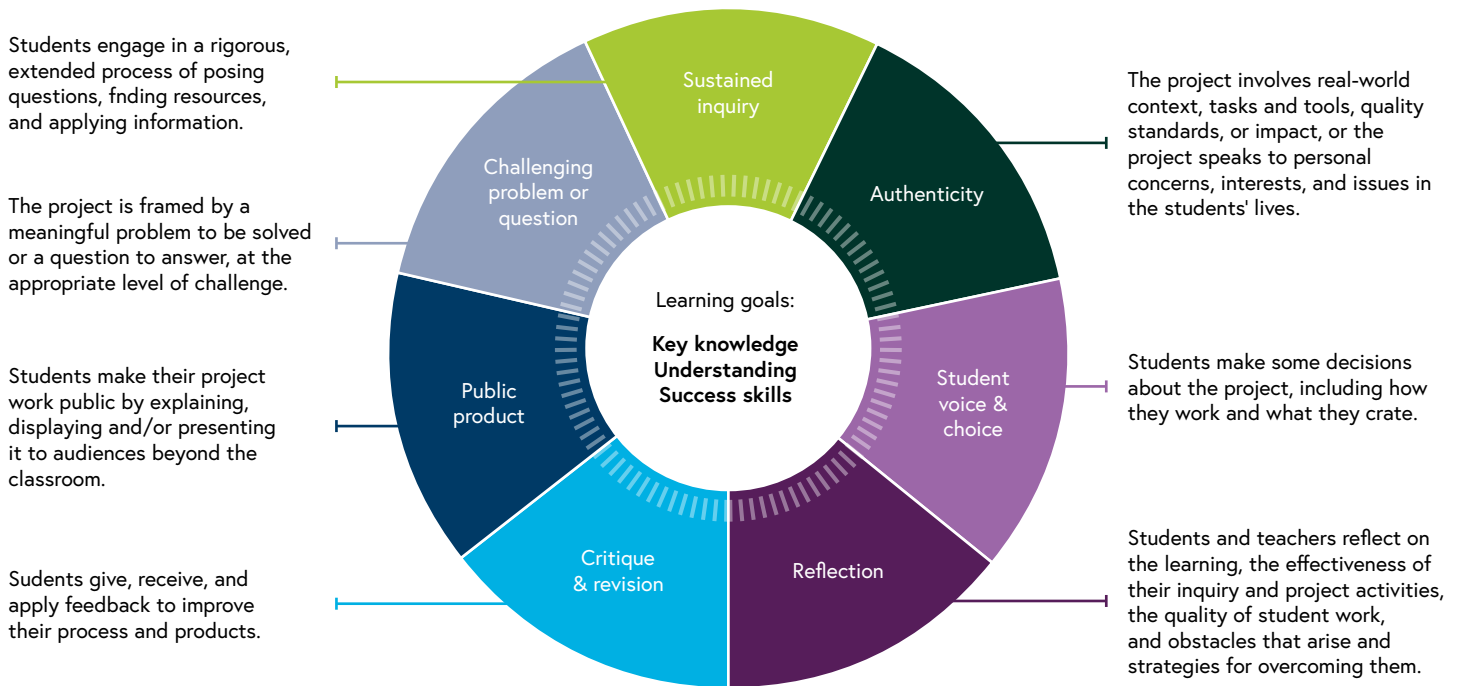 Students engage in a rigorous,
extended process of posing
questions, fnding resources,
and applying information.
The project is framed by a
meaningful problem to be solved
or a question to answer, at the
appropriate level of challenge.
Students make their project
work public by explaining,
displaying and/or presenting
it to audiences beyond the
classroom.
Sudents give, receive, and
apply feedback to improve
their process and products.
Sustained
inquiry
Challenging
problem or
question
Authenticity
Learning goals:
Key knowledge
Understanding
Success skills
Public
product
Student
voice &
choice
Critique
& revision
Reflection
The project involves real-world
context, tasks and tools, quality
standards, or impact, or the
project speaks to personal
concerns, interests, and issues in
the students' lives.
Students make some decisions
about the project, including how
they work and what they crate.
Students and teachers reflect on
the learning, the effectiveness of
their inquiry and project activities,
the quality of student work,
and obstacles that arise and
strategies for overcoming them.